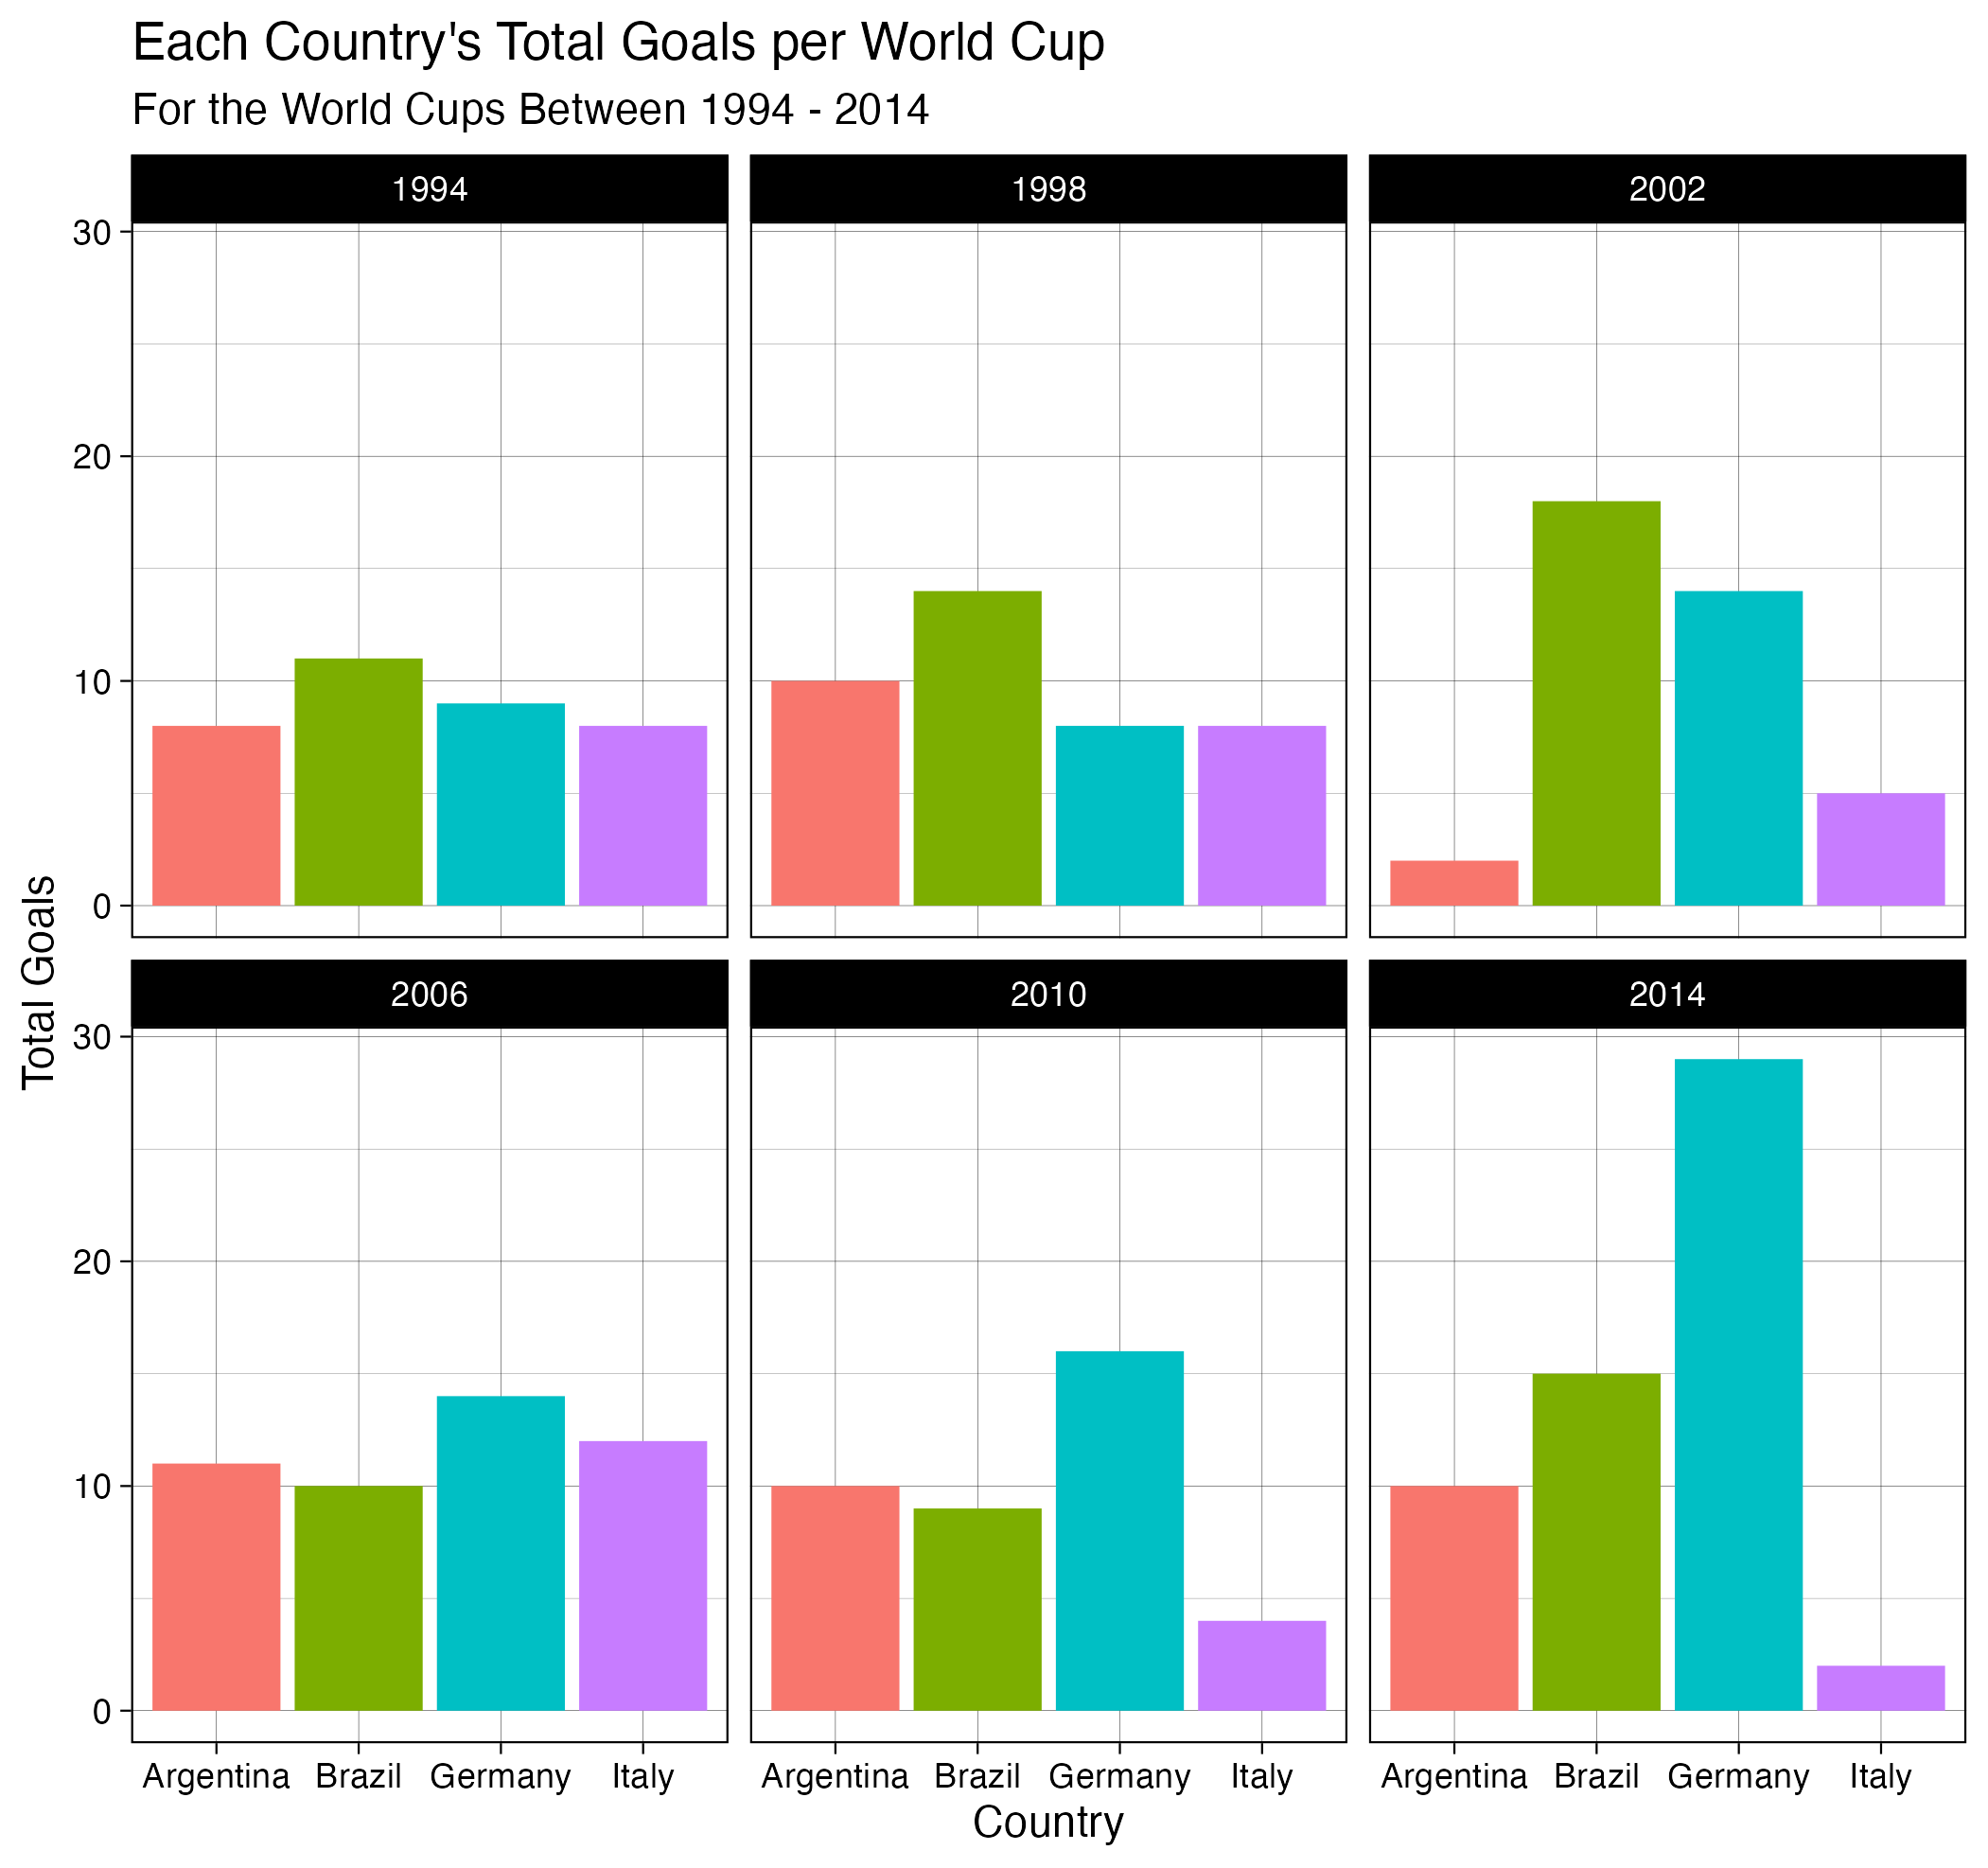 Each Country's Total Goals per World Cup
For the World Cups Between 1994 - 2014
1994
1998
2002
30
20
10
0
2006
2010
2014
30
20
10
0
Total Goals
Argentina Brazil Germany Italy
Argentina Brazil Germany Italy
Argentina Brazil Germany Italy
Country